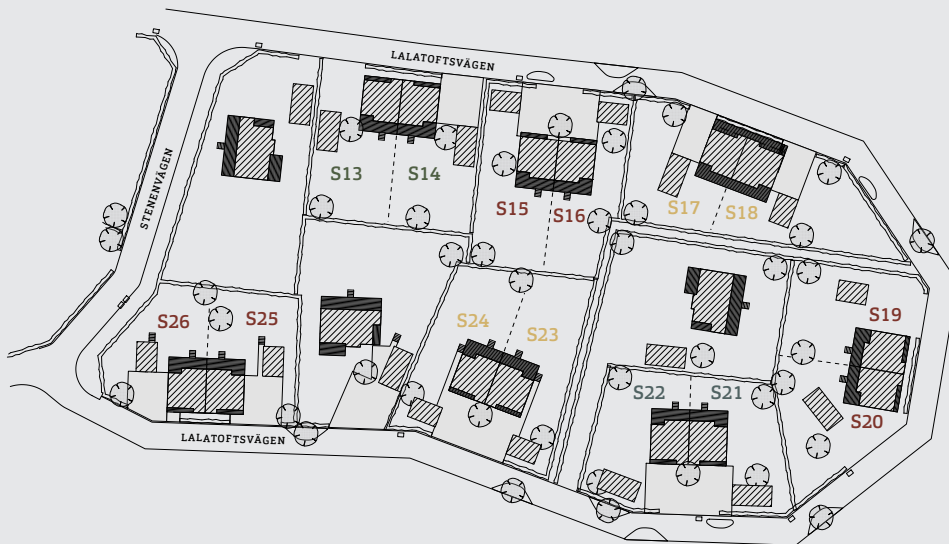 LALATOFTSVÄGEN
STENENVÄGEN
S13
S14
S15
S16
S17
S18
S19
S20
S21
S22
S23
S24
S25
S26
LALATOFTSVÄGEN